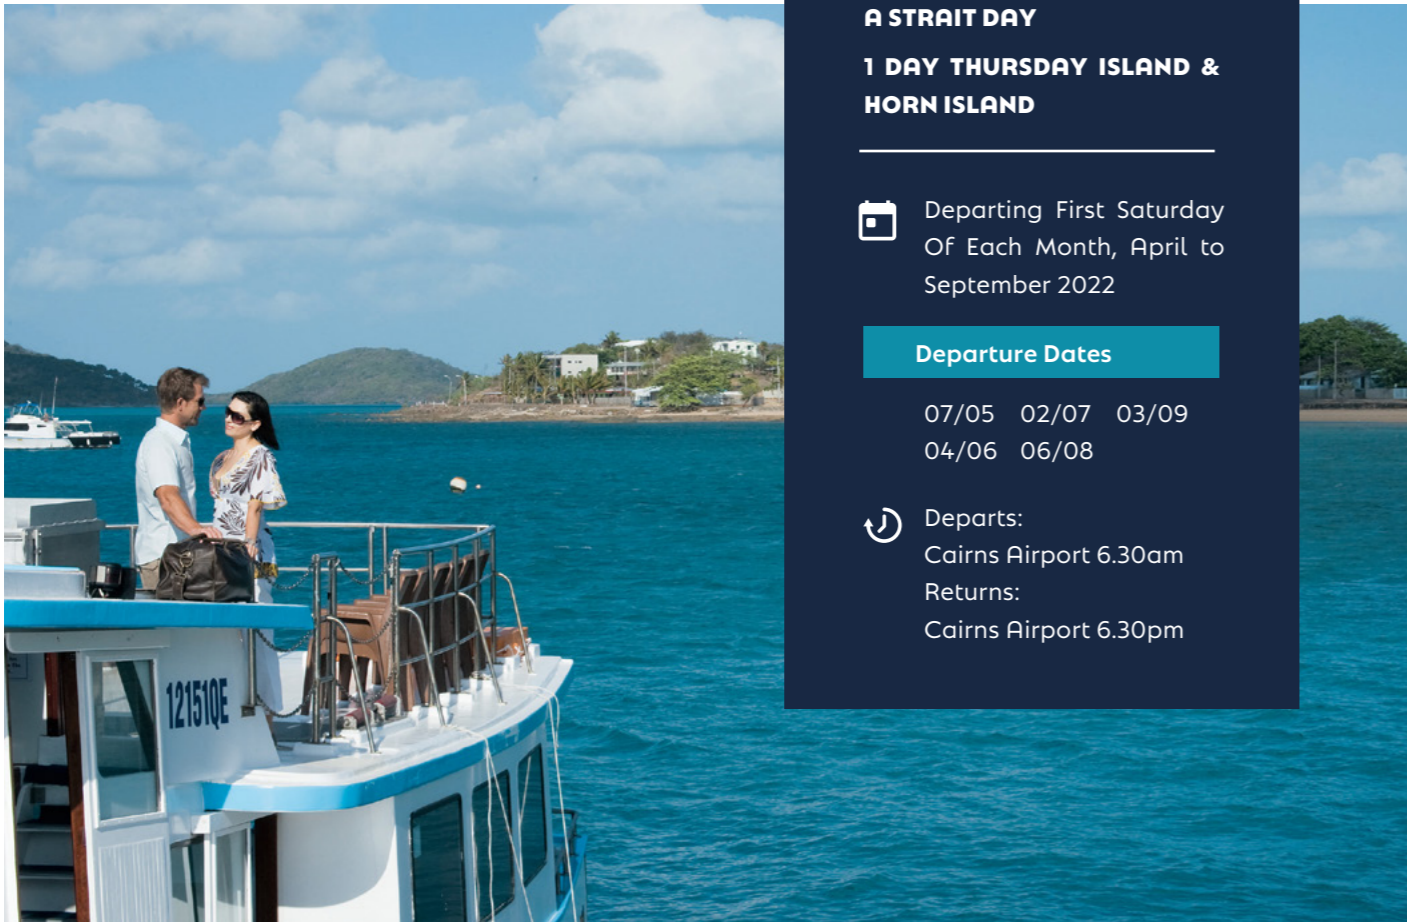 A STRAIT DAY
1 DAY THURSDAY ISLAND &
HORN ISLAND
Departing First Saturday
Of Each Month, April to
September 2022
Departure Dates
07/05 02/07 03/09
04/06 06/08
Departs:
Cairns Airport 6.30am
Returns:
Cairns Airport 6.30pm
12151QE